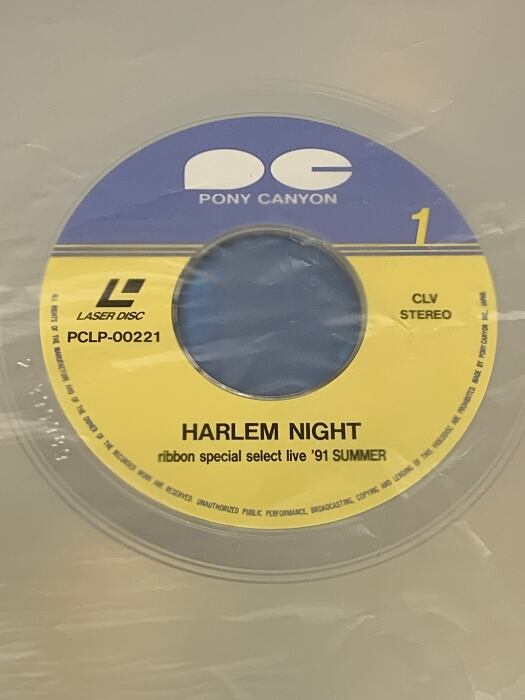 PC
PONY CANYON
1
LASER DISC
PCLP-00221
CLV
STEREO
HARLEM NIGHT
ribbon special select live '91 SUMMER
ALL RIGHTS OF THE MANUFACTURER AND OF THE OWNER OF THE RECORDED WORK ARE RESERVED. UNAUTHORIZED PUBLIC PERFORMANCE, BROADCASTING, COPYING AND LENDING OF THIS VIDEODISC ARE PROHIBITED. MADE BY PONY CANYON INC., JAPAN.